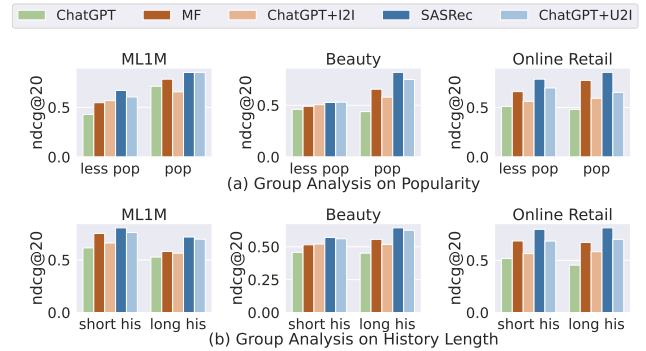 ChatGPT MF ChatGPT+I2I SASRec ChatGPT+U2I
ML1M Beauty Online Retail
ndcg@20 0.5 0.0 ndcg@20 0.5 0.0 ndcg@20 0.5 0.0
less pop pop less pop pop less pop pop
(a) Group Analysis on Popularity
ML1M Beauty Online Retail
ndcg@20 0.5 0.0 ndcg@20 0.50 0.25 0.00 ndcg@20 0.5 0.0
short his long his short his long his short his long his
(b) Group Analysis on History Length